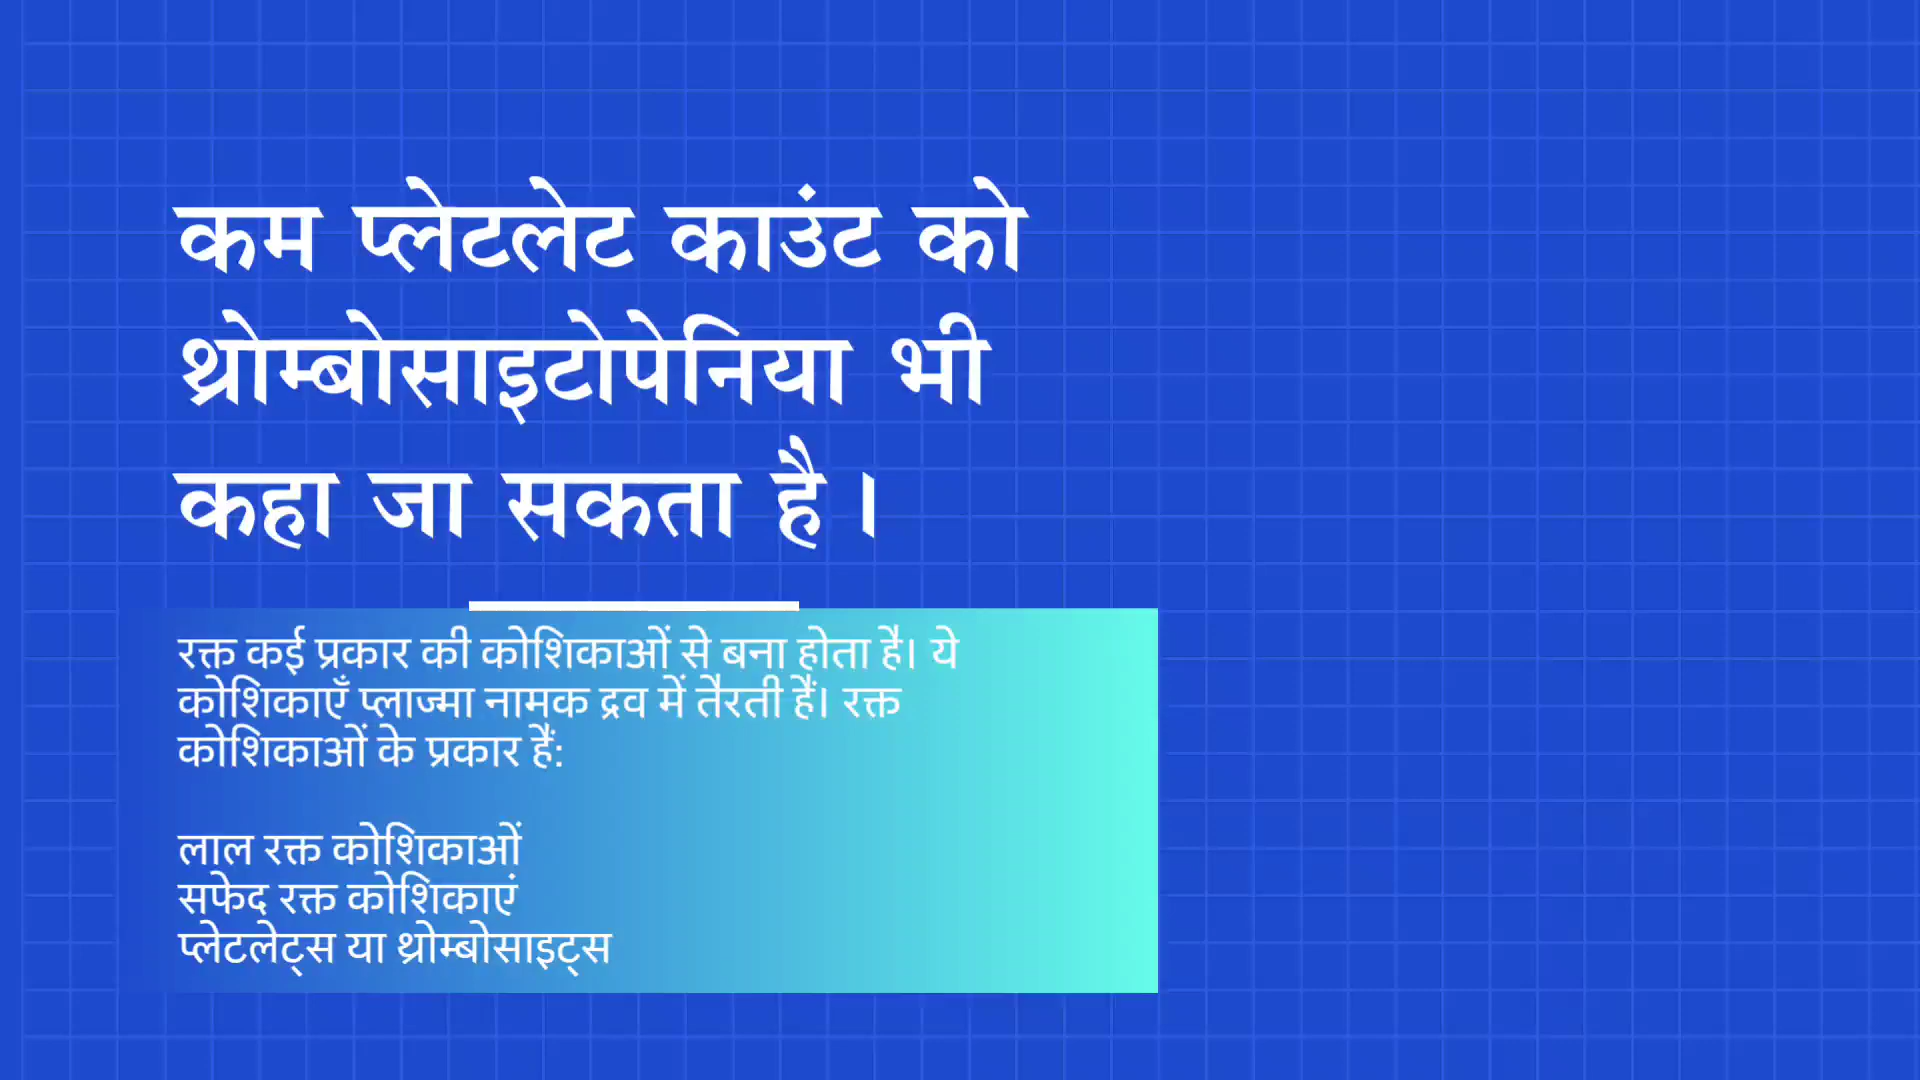 कम प्लेटलेट काउंट को
थ्रोम्बोसाइटोपेनिया भी
कहा जा सकता है ।
रक्त कई प्रकार की कोशिकाओं से बना होता है। ये
कोशिकाएँ प्लाज्मा नामक द्रव में तैरती हैं। रक्त
कोशिकाओं के प्रकार हैं:
लाल रक्त कोशिकाओं
सफेद रक्त कोशिकाएं
प्लेटलेट्स या थ्रोम्बोसाइट्स